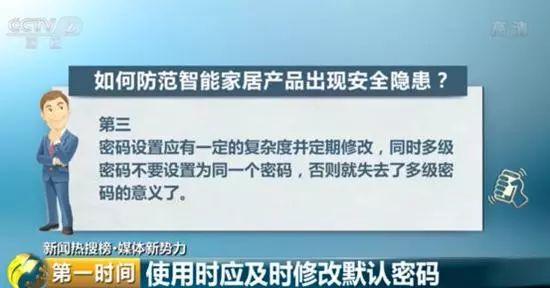 CCTV 2
财经
高清
如何防范智能家居产品出现安全隐患？
第三
密码设置应有一定的复杂度并定期修改，同时多级
密码不要设置为同一个密码，否则就失去了多级密
码的意义了。
新闻热搜榜·媒体新势力
第一时间
使用时应及时修改默认密码